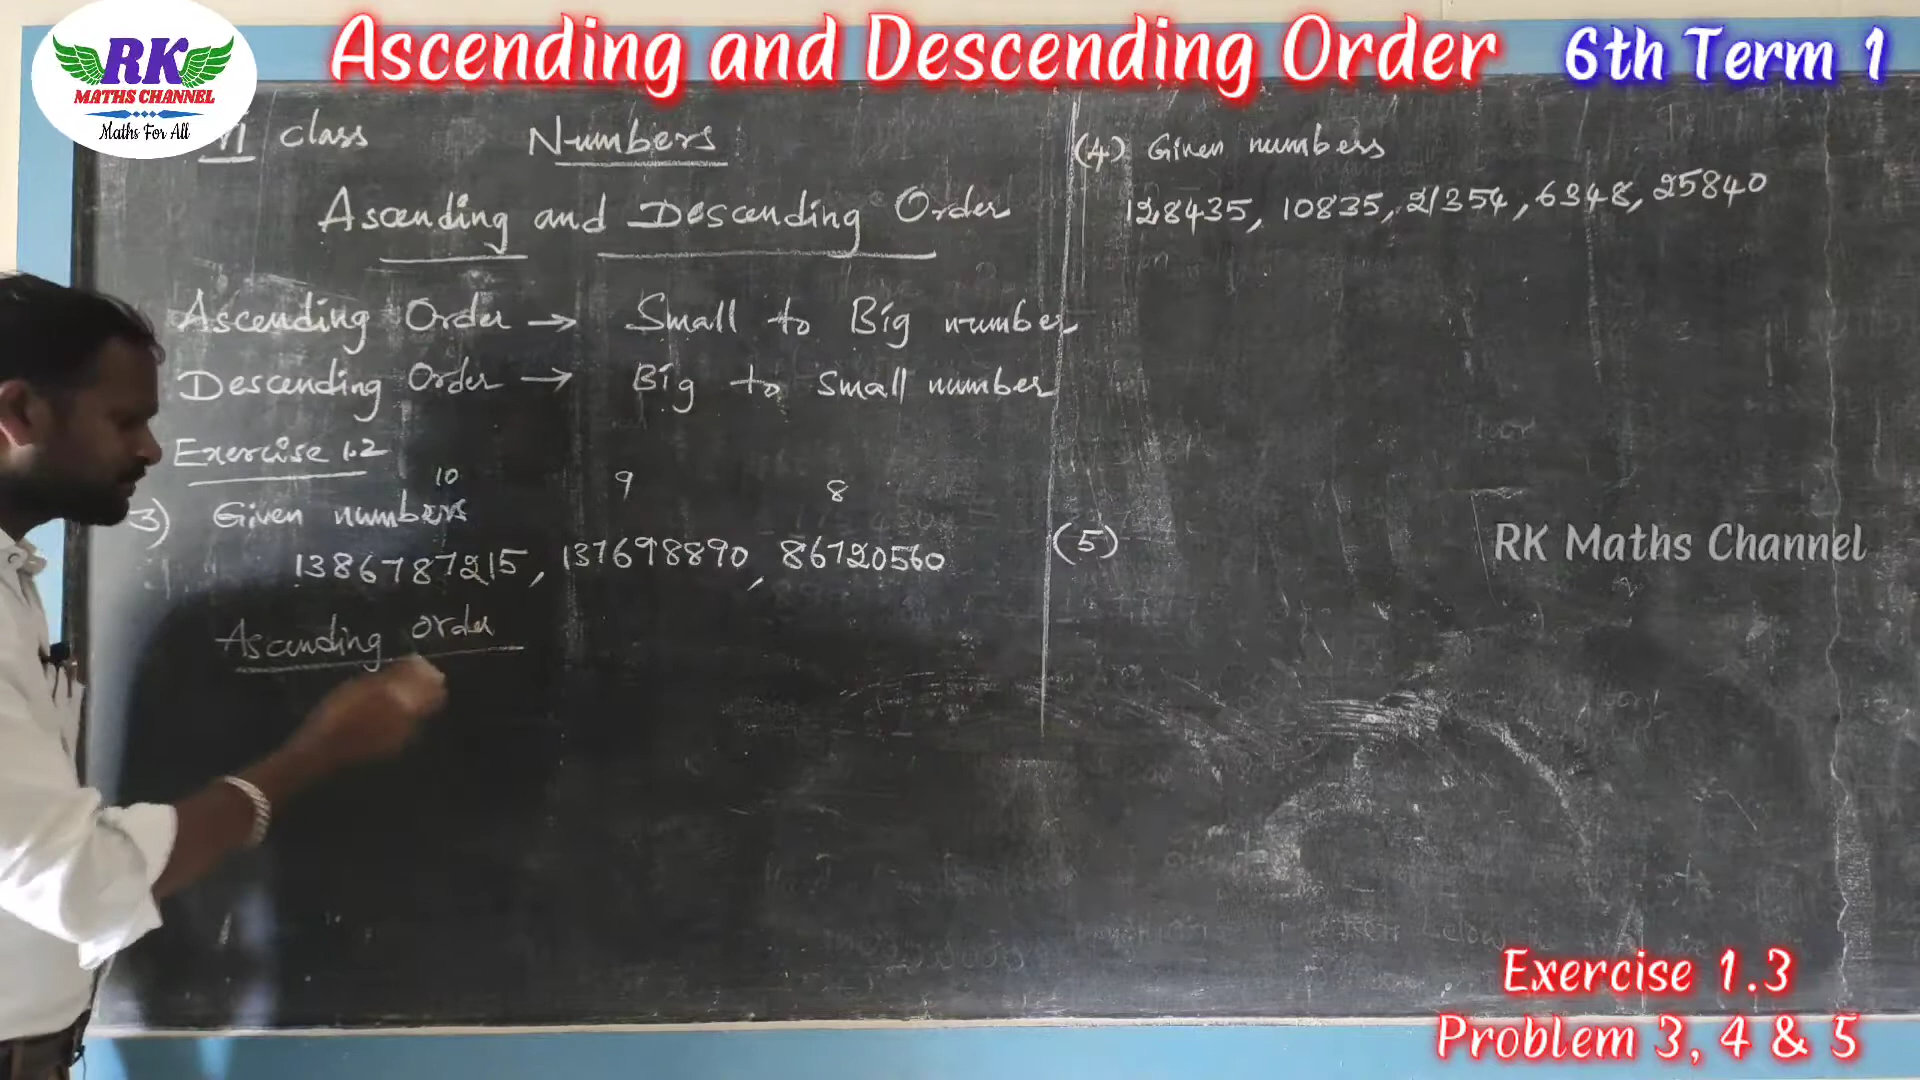 RK
MATHS CHANNEL
Maths For All
Ascending and Descending Order
6th Term 1
VI class
Numbers
Ascending and Descending Order
Ascending Order → Small to Big number
Descending Order → Big to Small number
Exercise 1.2
10 9 8
3) Given numbers
1386787215, 137698890, 86720560
Ascending order
(4) Given numbers
128435, 10835, 21354, 6348, 25840
(5)
RK Maths Channel
Exercise 1.3
Problem 3, 4 & 5